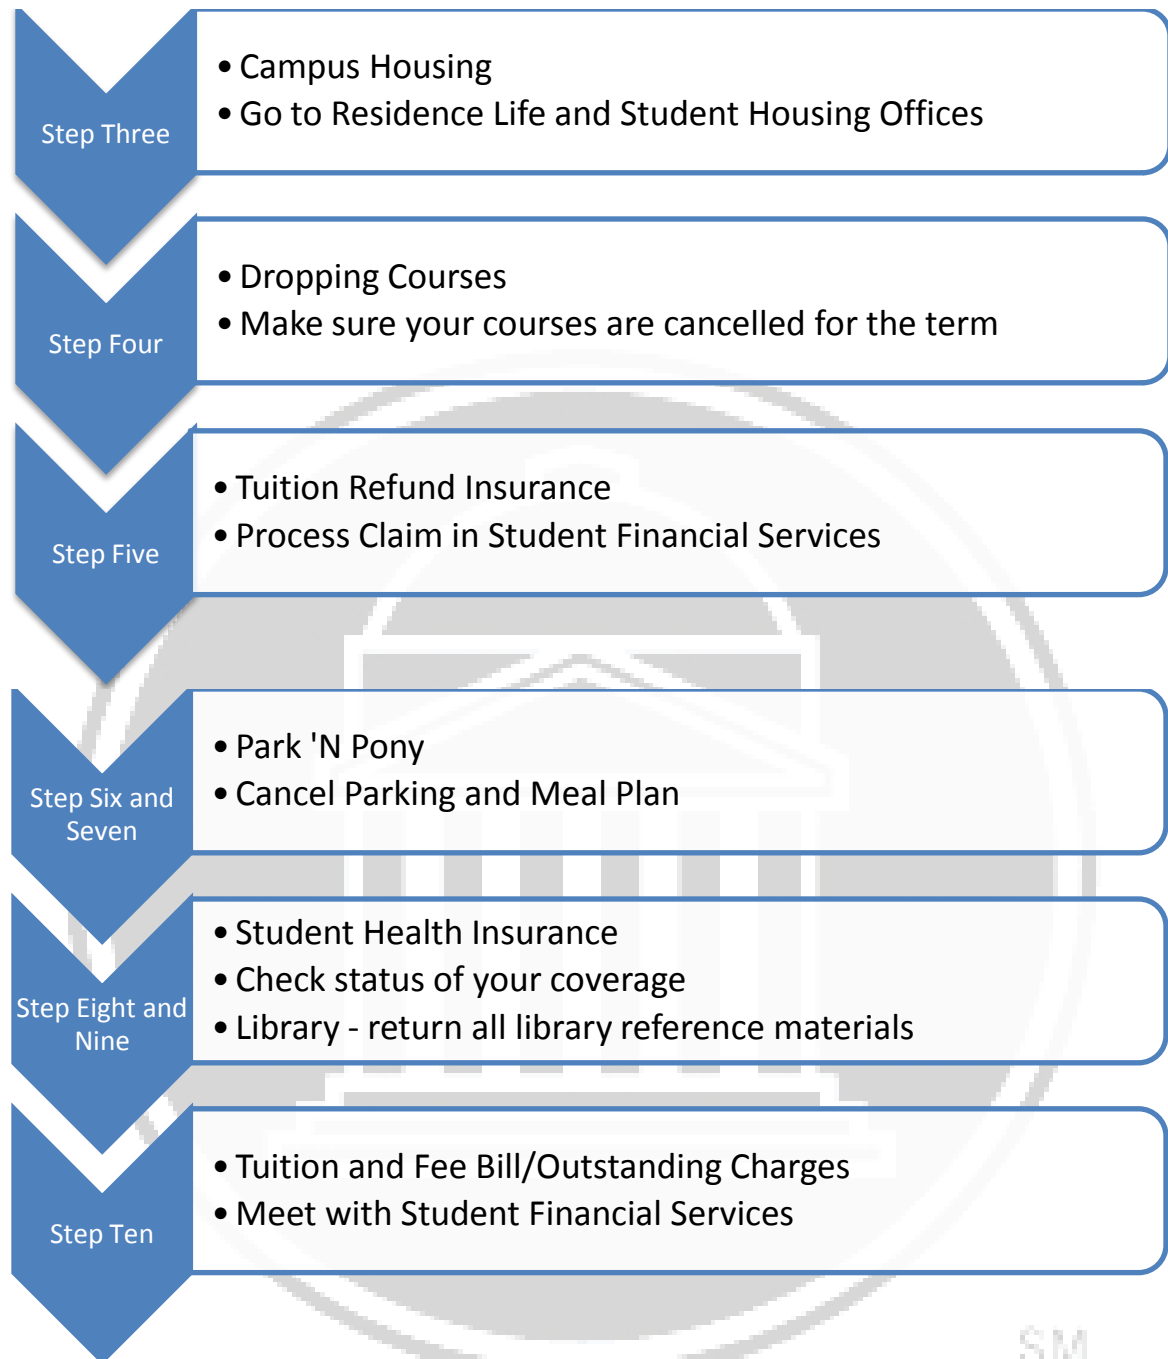 Step Three
• Campus Housing
• Go to Residence Life and Student Housing Offices
Step Four
• Dropping Courses
• Make sure your courses are cancelled for the term
Step Five
• Tuition Refund Insurance
• Process Claim in Student Financial Services
Step Six and
Seven
• Park 'N Pony
• Cancel Parking and Meal Plan
Step Eight and
Nine
• Student Health Insurance
• Check status of your coverage
• Library - return all library reference materials
Step Ten
• Tuition and Fee Bill/Outstanding Charges
• Meet with Student Financial Services
SM